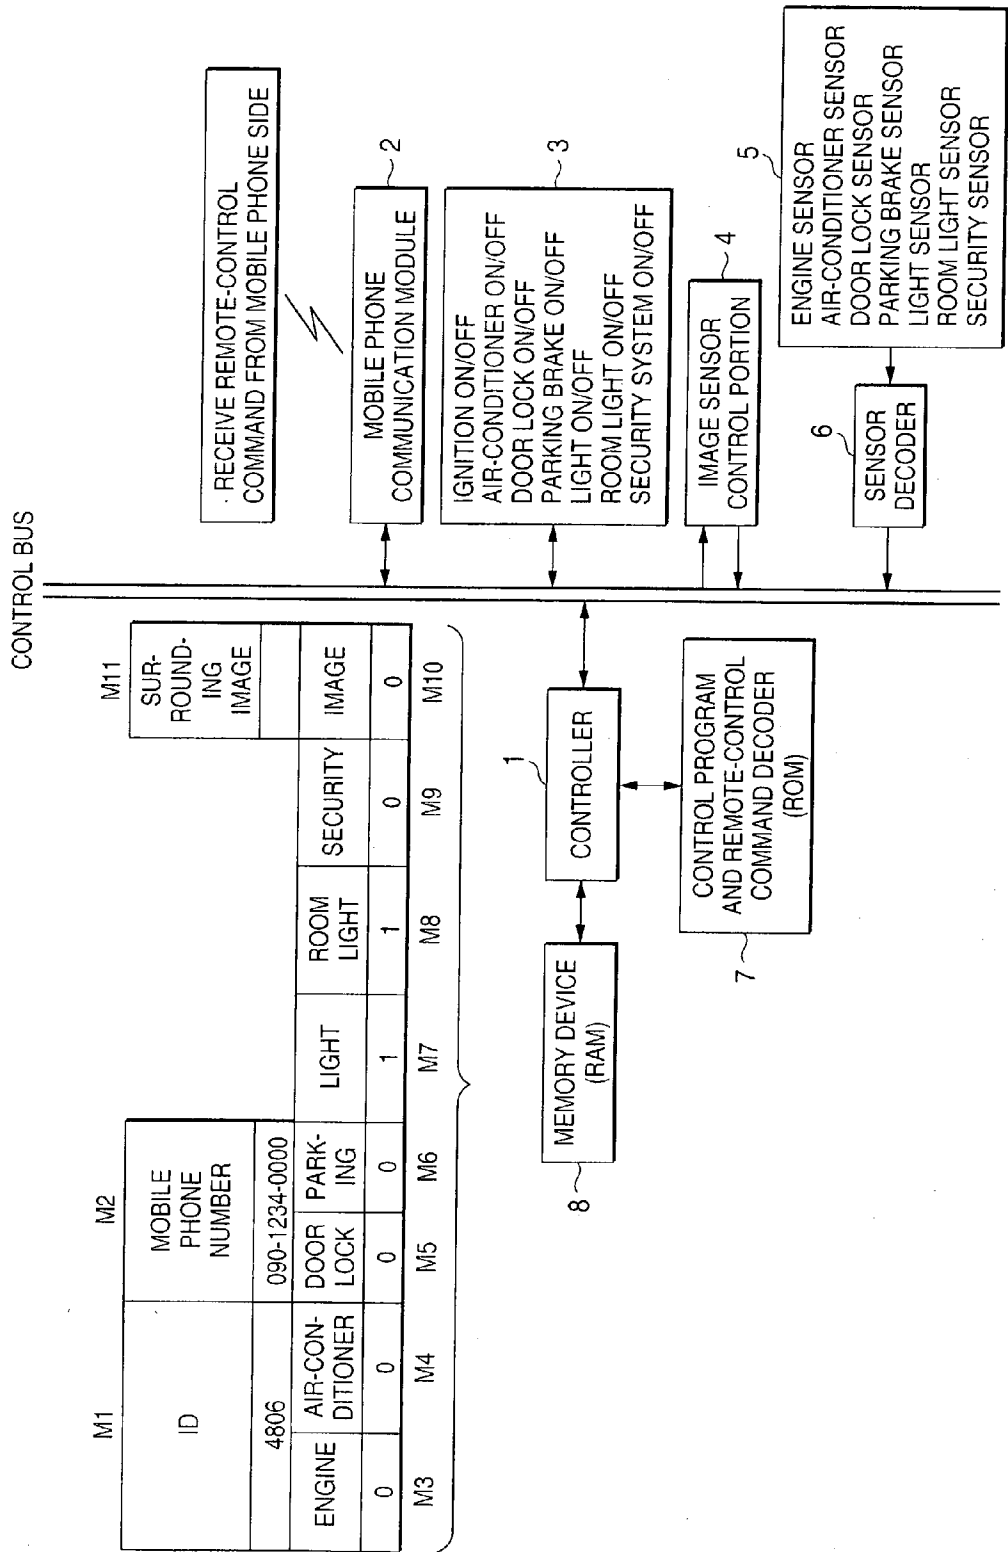 CONTROL BUS
· RECEIVE REMOTE-CONTROL
COMMAND FROM MOBILE PHONE SIDE
2
MOBILE PHONE
COMMUNICATION MODULE
3
IGNITION ON/OFF
AIR-CONDITIONER ON/OFF
DOOR LOCK ON/OFF
PARKING BRAKE ON/OFF
LIGHT ON/OFF
ROOM LIGHT ON/OFF
SECURITY SYSTEM ON/OFF
4
IMAGE SENSOR
CONTROL PORTION
5
ENGINE SENSOR
AIR-CONDITIONER SENSOR
DOOR LOCK SENSOR
PARKING BRAKE SENSOR
LIGHT SENSOR
ROOM LIGHT SENSOR
SECURITY SENSOR
6
SENSOR
DECODER
M1 M2 M11
ID
MOBILE
PHONE
NUMBER
SUR-
ROUND-
ING
IMAGE
4806 090-1234-0000
ENGINE
AIR-CON-
DITIONER
DOOR
LOCK
PARK-
ING
LIGHT
ROOM
LIGHT
SECURITY
IMAGE
0 0 0 0 1 1 0 0
M3 M4 M5 M6 M7 M8 M9 M10
1
CONTROLLER
8
MEMORY DEVICE
(RAM)
7
CONTROL PROGRAM
AND REMOTE-CONTROL
COMMAND DECODER
(ROM)